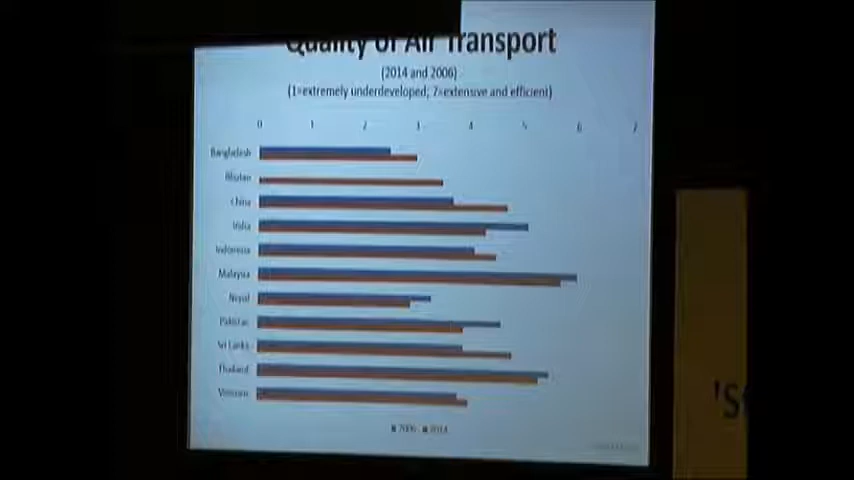 Quality of Air Transport
(2014 and 2006)
(1=extremely underdeveloped; 7=extensive and efficient)
0 1 2 3 4 5 6 7
Bangladesh
Bhutan
China
India
Indonesia
Malaysia
Nepal
Pakistan
Sri Lanka
Thailand
Vietnam
2006 2014
'S